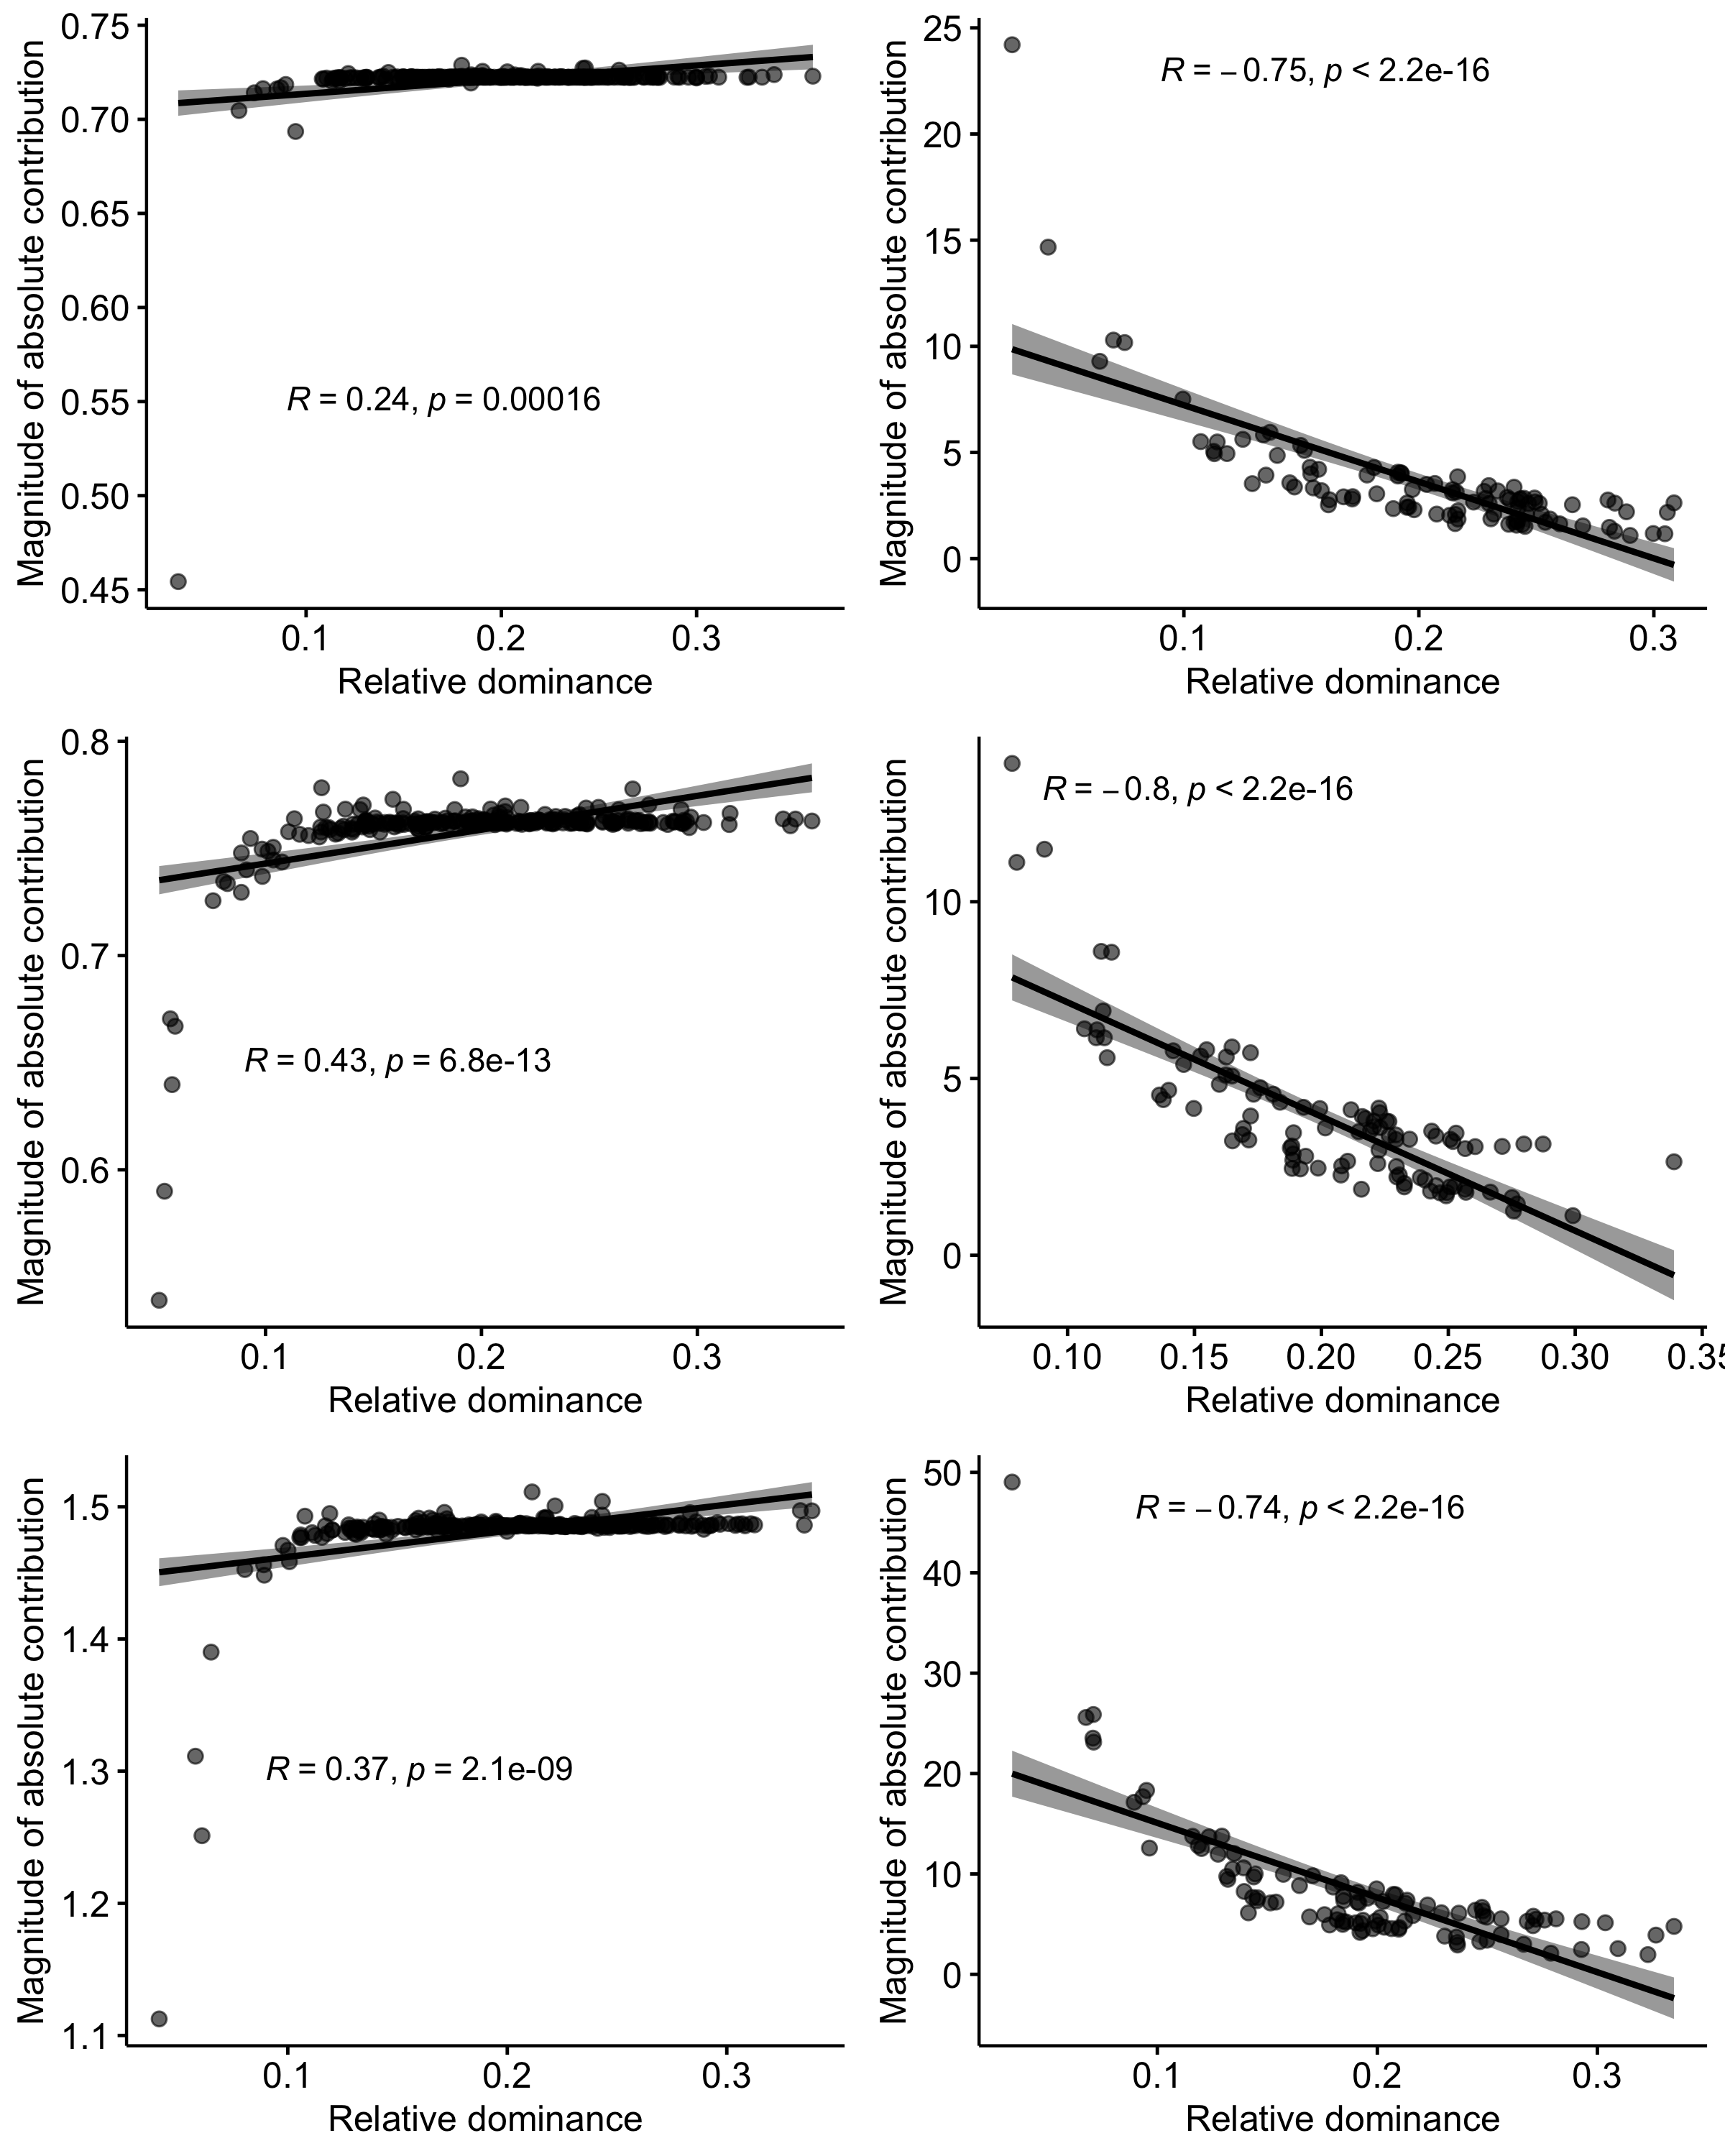 0.75
0.70
0.65
0.60
0.55
0.50
0.45
Magnitude of absolute contribution
R = 0.24, p = 0.00016
0.1 0.2 0.3
Relative dominance
25
20
15
10
5
0
Magnitude of absolute contribution
R = −0.75, p < 2.2e-16
0.1 0.2 0.3
Relative dominance
0.8
0.7
0.6
Magnitude of absolute contribution
R = 0.43, p = 6.8e-13
0.1 0.2 0.3
Relative dominance
10
5
0
Magnitude of absolute contribution
R = −0.8, p < 2.2e-16
0.10 0.15 0.20 0.25 0.30 0.35
Relative dominance
1.5
1.4
1.3
1.2
1.1
Magnitude of absolute contribution
R = 0.37, p = 2.1e-09
0.1 0.2 0.3
Relative dominance
50
40
30
20
10
0
Magnitude of absolute contribution
R = −0.74, p < 2.2e-16
0.1 0.2 0.3
Relative dominance